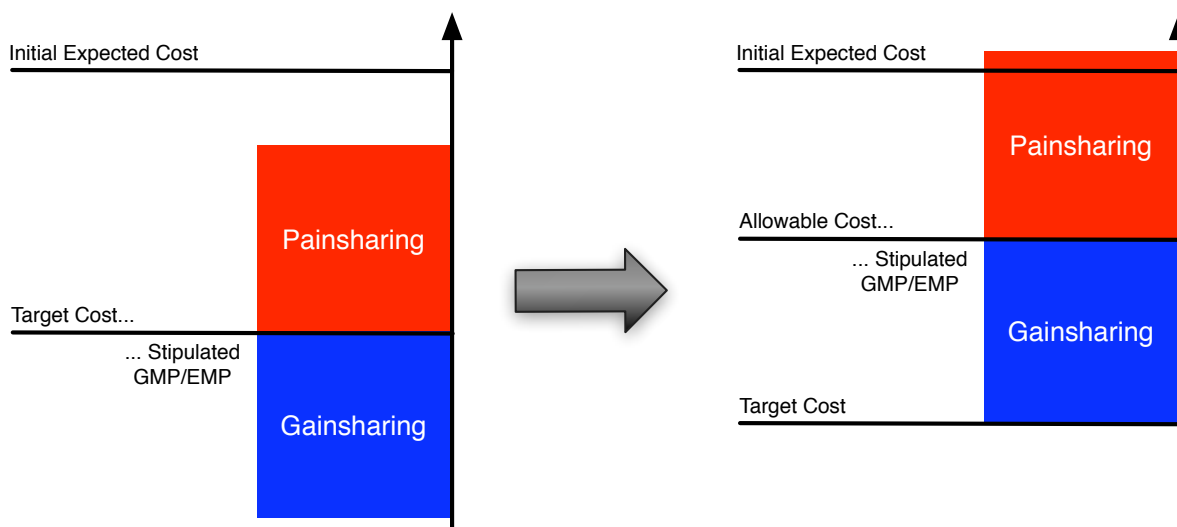 Initial Expected Cost
Painsharing
Target Cost...
... Stipulated
GMP/EMP
Gainsharing
Initial Expected Cost
Painsharing
Allowable Cost...
... Stipulated
GMP/EMP
Gainsharing
Target Cost